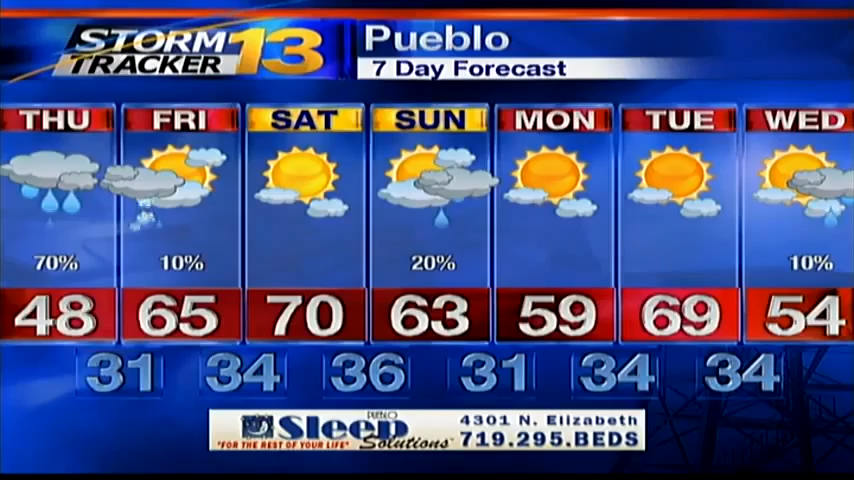 STORM
TRACKER 13
Pueblo
7 Day Forecast
THU FRI SAT SUN MON TUE WED
70% 10% 20% 10%
48 65 70 63 59 69 54
31 34 36 31 34 34
PUEBLO
Sleep
Solutions
"FOR THE REST OF YOUR LIFE"
4301 N. Elizabeth
719.295.BEDS